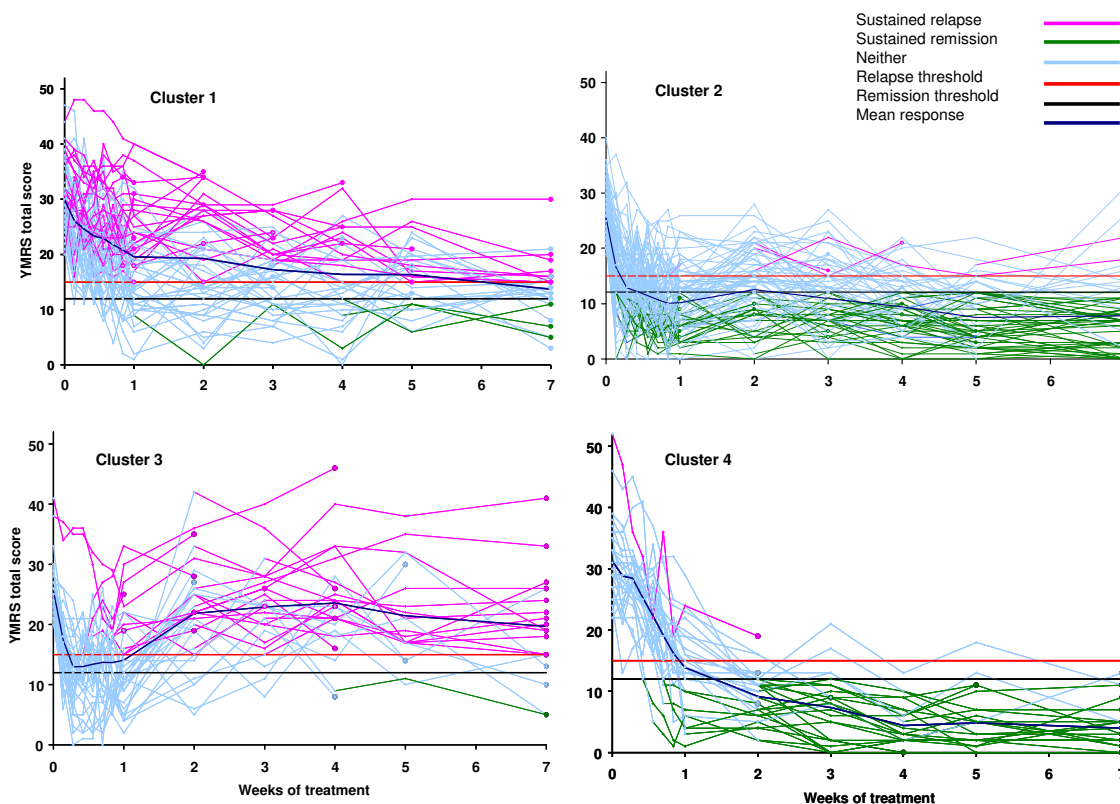 Sustained relapse
Sustained remission
Neither
Relapse threshold
Remission threshold
Mean response
Cluster 1
YMRS total score
50
40
30
20
10
0
0 1 2 3 4 5 6 7
Cluster 2
50
40
30
20
10
0
0 1 2 3 4 5 6
Cluster 3
YMRS total score
50
40
30
20
10
0
0 1 2 3 4 5 6 7
Weeks of treatment
Cluster 4
50
40
30
20
10
0
0 1 2 3 4 5 6 7
Weeks of treatment